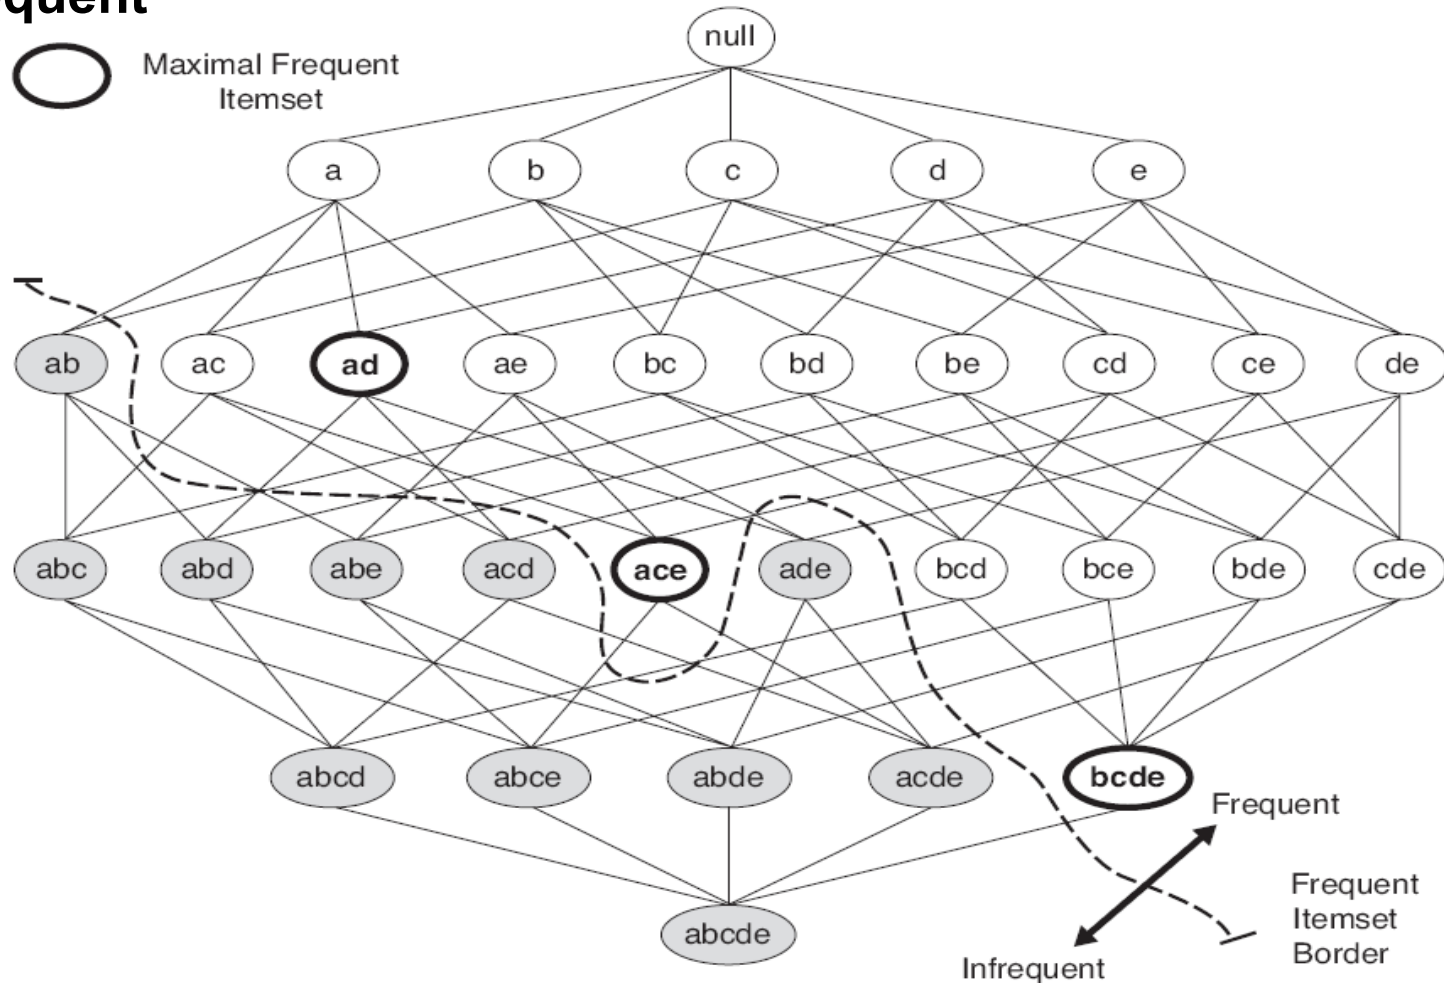 quent
Maximal Frequent
Itemset
null
a b c d e
ab ac ad ae bc bd be cd ce de
abc abd abe acd ace ade bcd bce bde cde
abcd abce abde acde bcde
Frequent
abcde
Frequent
Itemset
Border
Infrequent